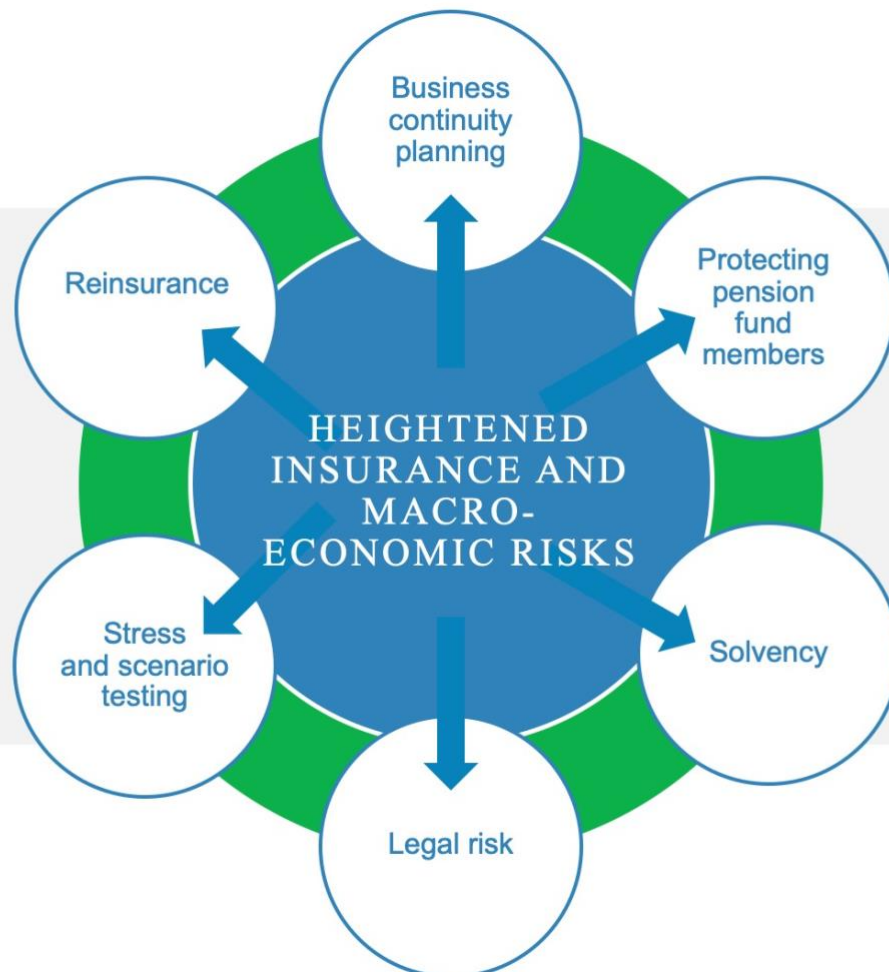 Business
continuity
planning
Reinsurance
Protecting
pension
fund
members
HEIGHTENED
INSURANCE AND
MACRO-
ECONOMIC RISKS
Stress
and scenario
testing
Solvency
Legal risk